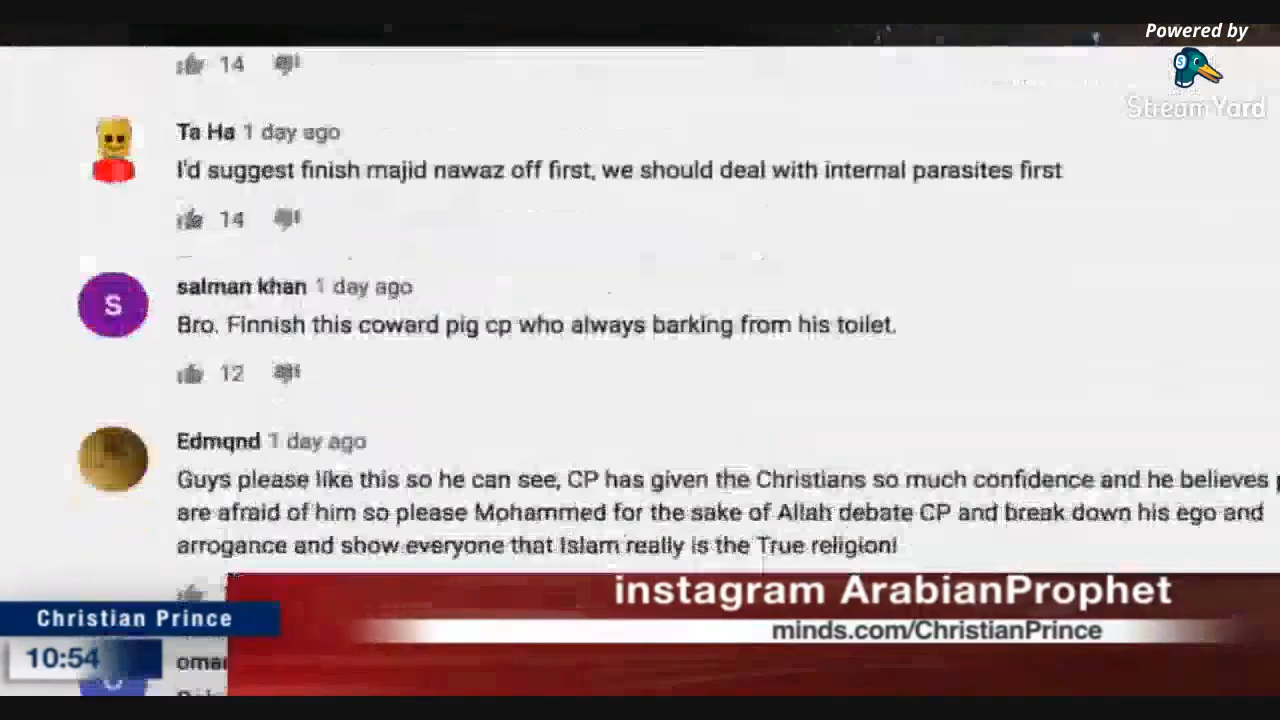 Powered by
StreamYard
14
Ta Ha 1 day ago
I'd suggest finish majid nawaz off first, we should deal with internal parasites first
14
S
salman khan 1 day ago
Bro. Finnish this coward pig cp who always barking from his toilet.
12
Edmqnd 1 day ago
Guys please like this so he can see, CP has given the Christians so much confidence and he believes
are afraid of him so please Mohammed for the sake of Allah debate CP and break down his ego and
arrogance and show everyone that Islam really is the True religion!
instagram ArabianProphet
Christian Prince
minds.com/ChristianPrince
10:54
omar